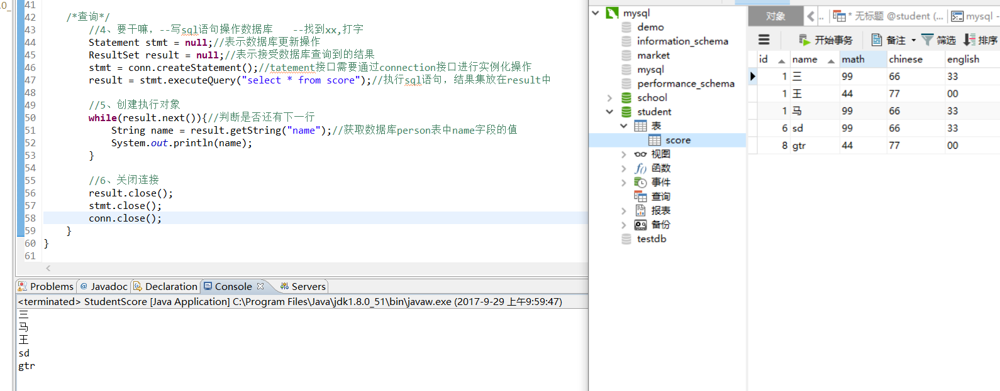 .0_
41
42 /*查询*/
43 //4、要干嘛, --写sql语句操作数据库 --找到xx,打字
44 Statement stmt = null;//表示数据库更新操作
45 ResultSet result = null;//表示接受数据库查询到的结果
46 stmt = conn.createStatement();//tatement接口需要通过connection接口进行实例化操作
47 result = stmt.executeQuery("select * from score");//执行sql语句, 结果集放在result中
48
49 //5、创建执行对象
50 while(result.next()){//判断是否还有下一行
51 String name = result.getString("name");//获取数据库person表中name字段的值
52 System.out.println(name);
53 }
54
55 //6、关闭连接
56 result.close();
57 stmt.close();
58 conn.close();
59 }
60 }
61
Problems @ Javadoc Declaration Console Servers
<terminated> StudentScore [Java Application] C:\Program Files\Java\jdk1.8.0_51\bin\javaw.exe (2017-9-29 上午9:59:47)
三
马
王
sd
gtr
mysql
demo
information_schema
market
mysql
performance_schema
school
student
表
score
视图
f() 函数
事件
查询
报表
备份
testdb
对象 .. * 无标题 @student (... mysql -
开始事务 备注 筛选 排序
id name math chinese english
1 三 99 66 33
1 王 44 77 00
1 马 99 66 33
6 sd 99 66 33
8 gtr 44 77 00